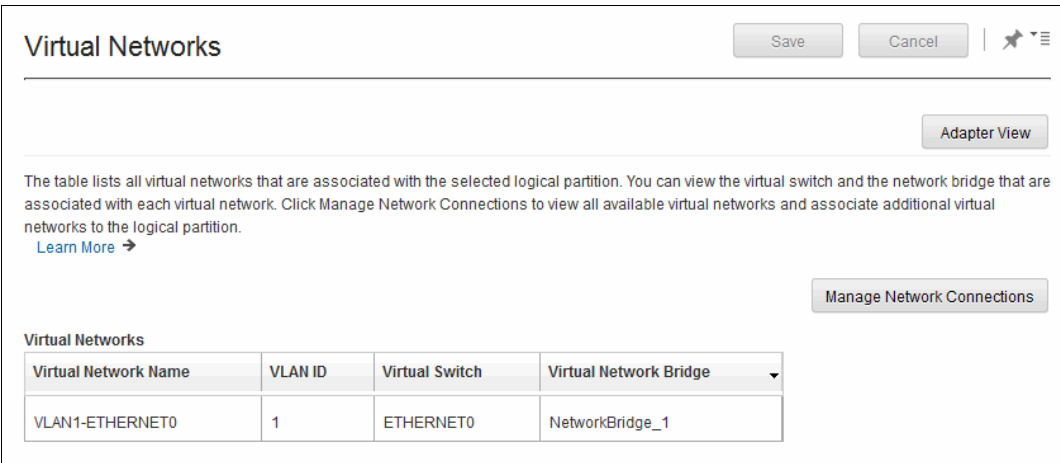 Virtual Networks
Save
Cancel
Adapter View
The table lists all virtual networks that are associated with the selected logical partition. You can view the virtual switch and the network bridge that are
associated with each virtual network. Click Manage Network Connections to view all available virtual networks and associate additional virtual
networks to the logical partition.
Learn More →
Manage Network Connections
Virtual Networks
Virtual Network Name VLAN ID Virtual Switch Virtual Network Bridge
VLAN1-ETHERNET0 1 ETHERNET0 NetworkBridge_1